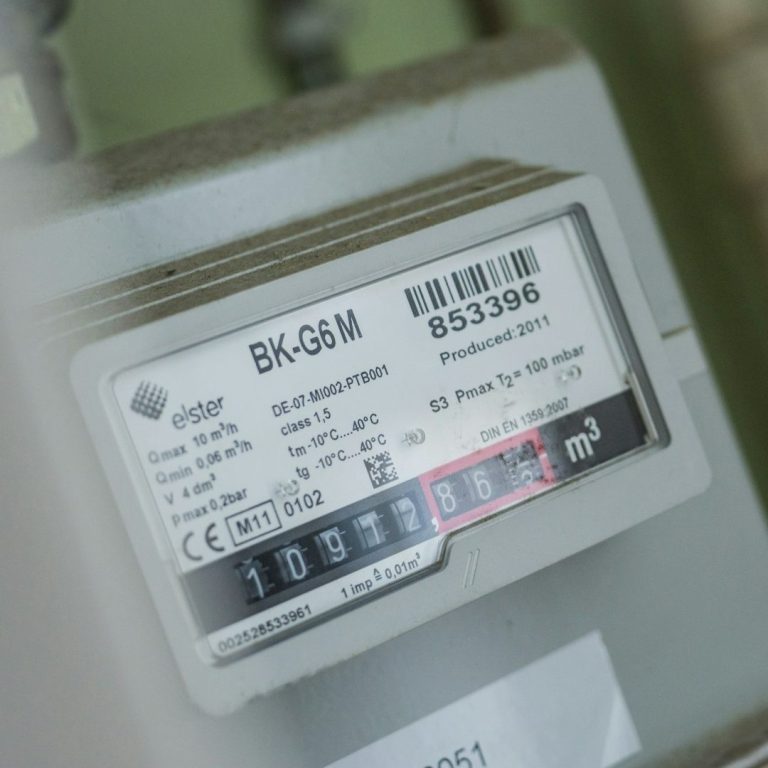 elster
BK-G6 M
853396
Produced:2011
DE-07-MI002-PTB001
class 1,5
tm -10°C....40°C
tg -10°C....40°C
S3 Pmax T2 = 100 mbar
DIN EN 1359:2007
Qmax 10 m³/h
Qmin 0,06 m³/h
V 4 dm³
Pmax 0,2bar
CE M11 0102
10912,86 m³
1 imp ≙ 0,01m³
002528533961